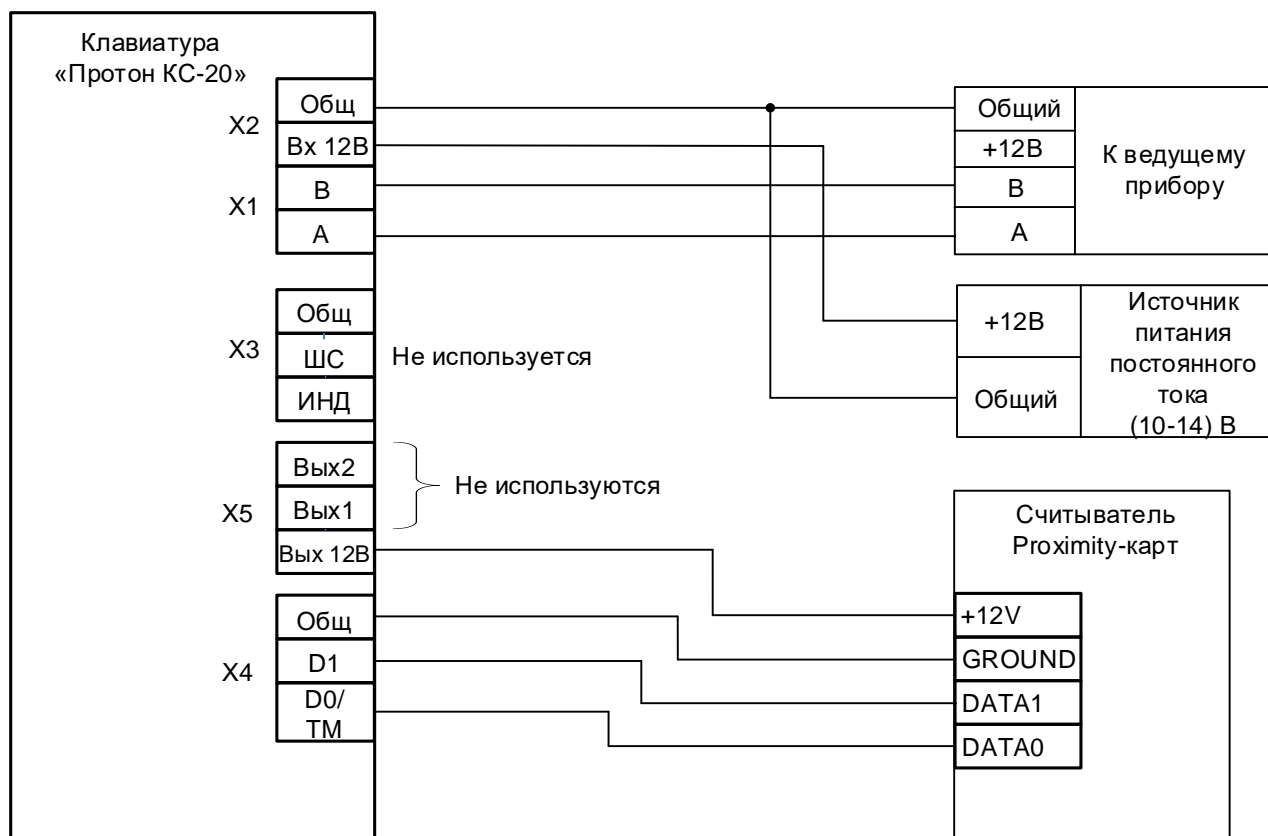 Клавиатура
«Протон КС-20»
X2
Общ
Вх 12В
X1
В
А
X3
Общ
ШС
ИНД
Не используется
X5
Вых2
Вых1
Вых 12В
Не используются
X4
Общ
D1
D0/
ТМ
Общий
+12В
В
А
К ведущему
прибору
+12В
Общий
Источник
питания
постоянного
тока
(10-14) В
Считыватель
Proximity-карт
+12V
GROUND
DATA1
DATA0